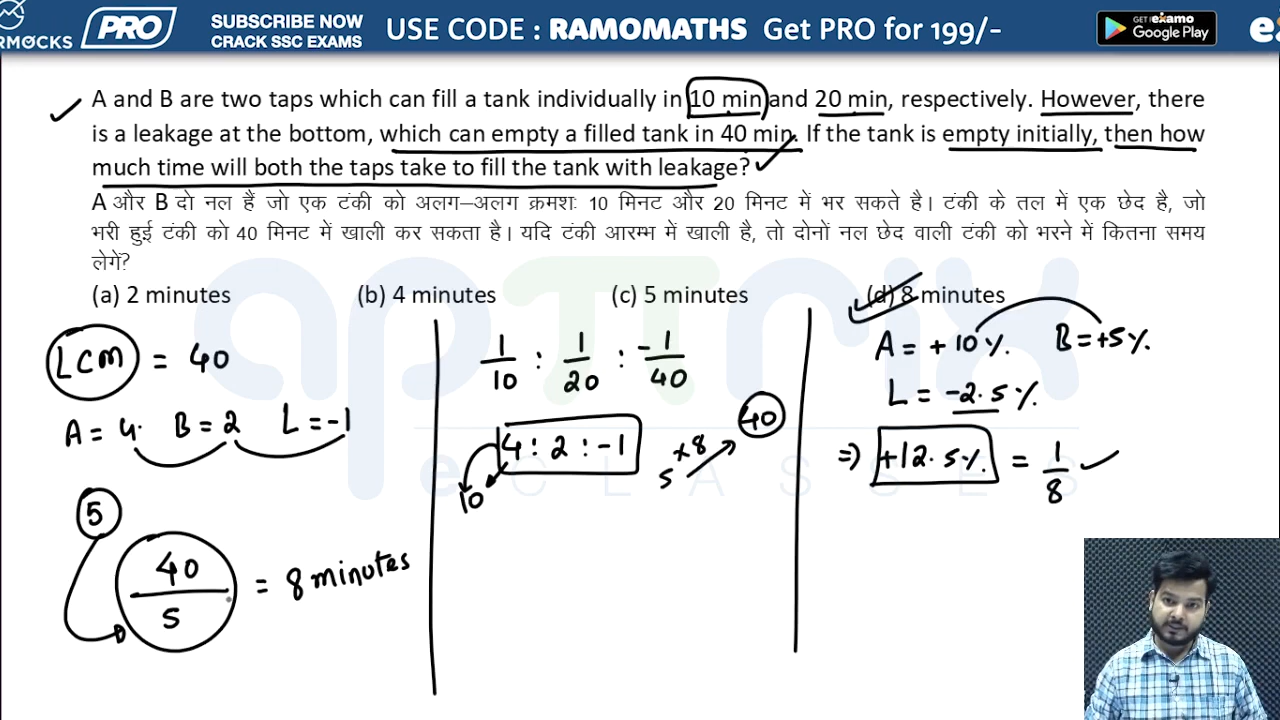 RMOCKS
PRO
SUBSCRIBE NOW
CRACK SSC EXAMS
USE CODE : RAMOMATHS Get PRO for 199/-
GET IT ON
examo
Google Play
e
A and B are two taps which can fill a tank individually in 10 min and 20 min, respectively. However, there
is a leakage at the bottom, which can empty a filled tank in 40 min. If the tank is empty initially, then how
much time will both the taps take to fill the tank with leakage?
A और B दो नल हैं जो एक टंकी को अलग–अलग क्रमशः 10 मिनट और 20 मिनट में भर सकते है। टंकी के तल में एक छेद है, जो
भरी हुई टंकी को 40 मिनट में खाली कर सकता है। यदि टंकी आरम्भ में खाली है, तो दोनों नल छेद वाली टंकी को भरने में कितना समय
लेगें?
(a) 2 minutes (b) 4 minutes (c) 5 minutes (d) 8 minutes
LCM = 40
A = 4 B = 2 L = -1
5
40/5 = 8 minutes
1/10 : 1/20 : -1/40
4 : 2 : -1
10
5 ×8 40
A = +10% B = +5%
L = -2.5%
⇒ +12.5% = 1/8
e CLASSES